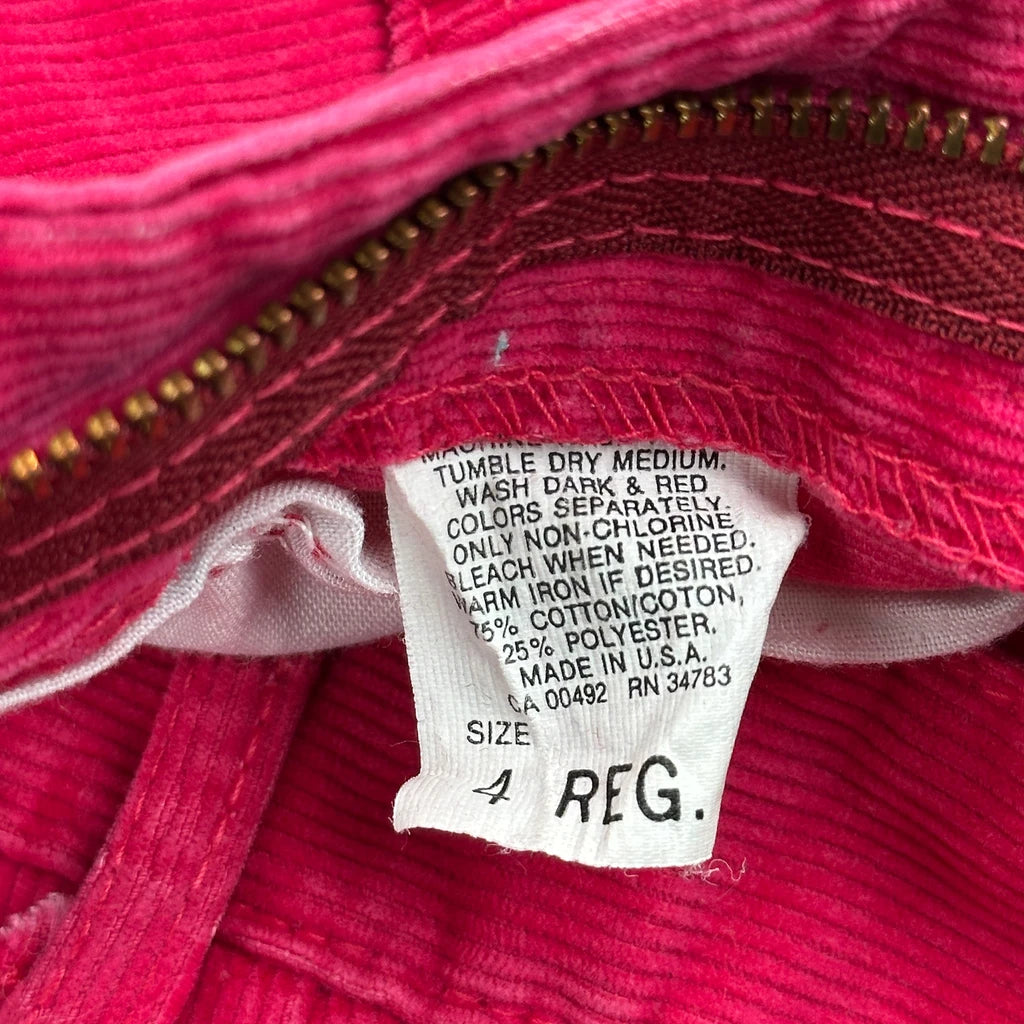 TUMBLE DRY MEDIUM.
WASH DARK & RED
COLORS SEPARATELY.
ONLY NON-CHLORINE
BLEACH WHEN NEEDED.
WARM IRON IF DESIRED.
75% COTTON/COTON,
25% POLYESTER.
MADE IN U.S.A.
CA 00492 RN 34783
SIZE
4 REG.